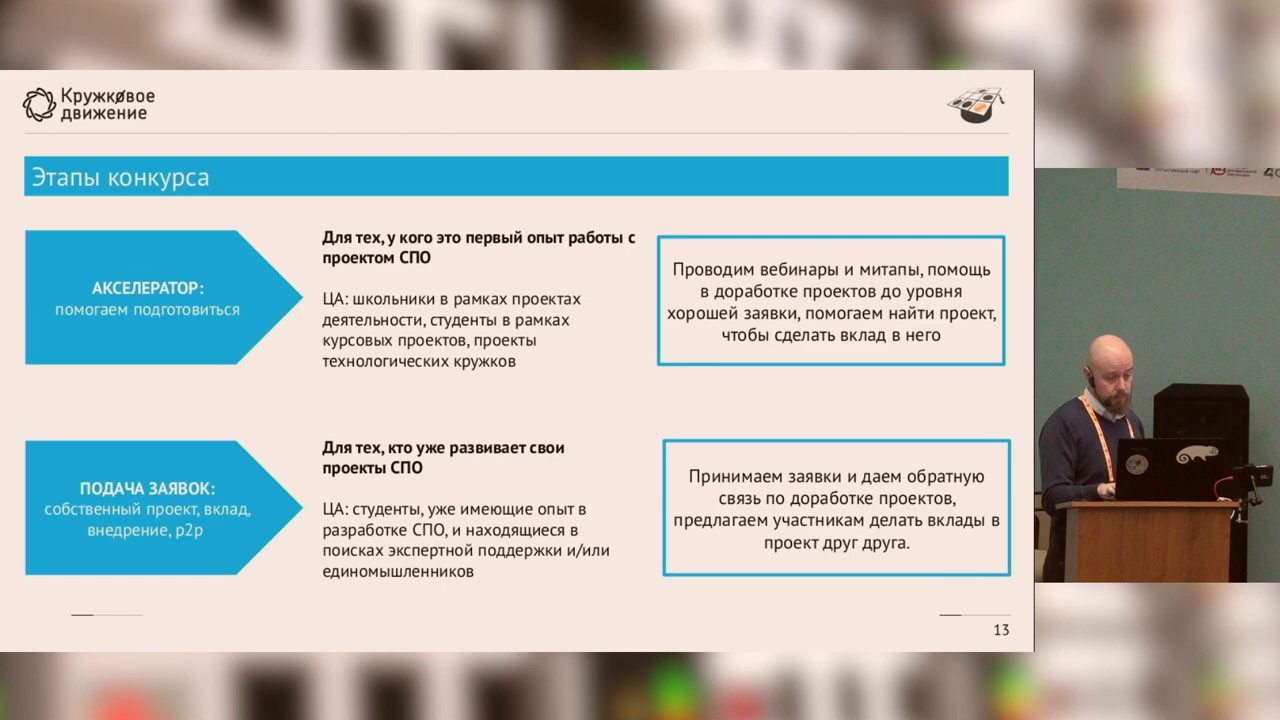 Кружковое
движение
Этапы конкурса
АКСЕЛЕРАТОР:
помогаем подготовиться
Для тех, у кого это первый опыт работы с
проектом СПО
ЦА: школьники в рамках проектах
деятельности, студенты в рамках
курсовых проектов, проекты
технологических кружков
Проводим вебинары и митапы, помощь
в доработке проектов до уровня
хорошей заявки, помогаем найти проект,
чтобы сделать вклад в него
ПОДАЧА ЗАЯВОК:
собственный проект, вклад,
внедрение, p2p
Для тех, кто уже развивает свои
проекты СПО
ЦА: студенты, уже имеющие опыт в
разработке СПО, и находящиеся в
поисках экспертной поддержки и/или
единомышленников
Принимаем заявки и даем обратную
связь по доработке проектов,
предлагаем участникам делать вклады в
проект друг друга.
13